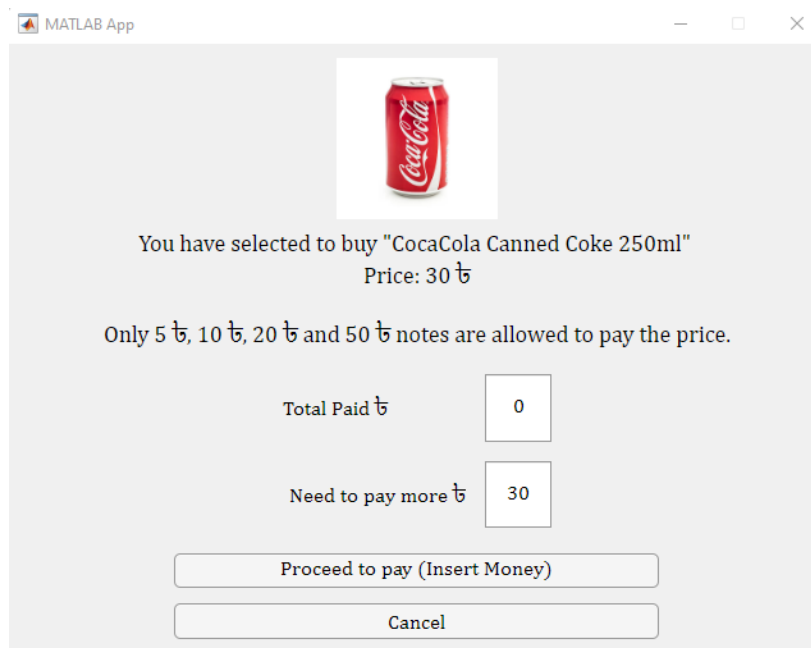 MATLAB App
Coca-Cola
You have selected to buy "CocaCola Canned Coke 250ml"
Price: 30 ৳
Only 5 ৳, 10 ৳, 20 ৳ and 50 ৳ notes are allowed to pay the price.
Total Paid ৳ 0
Need to pay more ৳ 30
Proceed to pay (Insert Money)
Cancel